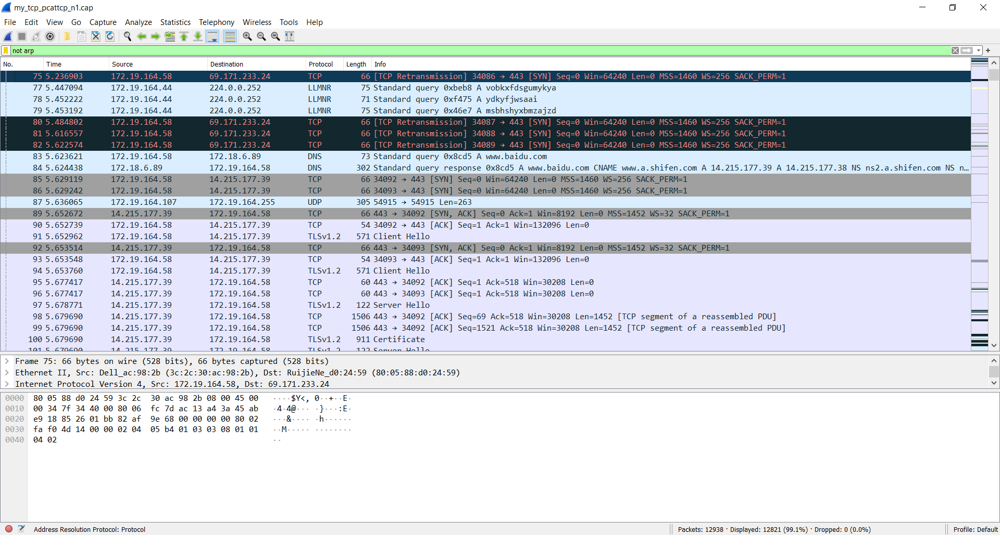 my_tcp_pcattcp_n1.cap
File Edit View Go Capture Analyze Statistics Telephony Wireless Tools Help
not arp
No. Time Source Destination Protocol Length Info
75 5.236903 172.19.164.58 69.171.233.24 TCP 66 [TCP Retransmission] 34086 → 443 [SYN] Seq=0 Win=64240 Len=0 MSS=1460 WS=256 SACK_PERM=1
77 5.447094 172.19.164.44 224.0.0.252 LLMNR 75 Standard query 0xbeb8 A vobkxfdsgumykya
78 5.452222 172.19.164.44 224.0.0.252 LLMNR 71 Standard query 0xf475 A ydkyfjwsaai
79 5.453192 172.19.164.44 224.0.0.252 LLMNR 75 Standard query 0x46e7 A msbhshyxbmzajzd
80 5.484802 172.19.164.58 69.171.233.24 TCP 66 [TCP Retransmission] 34087 → 443 [SYN] Seq=0 Win=64240 Len=0 MSS=1460 WS=256 SACK_PERM=1
81 5.616557 172.19.164.58 69.171.233.24 TCP 66 [TCP Retransmission] 34088 → 443 [SYN] Seq=0 Win=64240 Len=0 MSS=1460 WS=256 SACK_PERM=1
82 5.622574 172.19.164.58 69.171.233.24 TCP 66 [TCP Retransmission] 34089 → 443 [SYN] Seq=0 Win=64240 Len=0 MSS=1460 WS=256 SACK_PERM=1
83 5.623621 172.19.164.58 172.18.6.89 DNS 73 Standard query 0x8cd5 A www.baidu.com
84 5.624438 172.18.6.89 172.19.164.58 DNS 302 Standard query response 0x8cd5 A www.baidu.com CNAME www.a.shifen.com A 14.215.177.39 A 14.215.177.38 NS ns2.a.shifen.com NS n…
85 5.629119 172.19.164.58 14.215.177.39 TCP 66 34092 → 443 [SYN] Seq=0 Win=64240 Len=0 MSS=1460 WS=256 SACK_PERM=1
86 5.629242 172.19.164.58 14.215.177.39 TCP 66 34093 → 443 [SYN] Seq=0 Win=64240 Len=0 MSS=1460 WS=256 SACK_PERM=1
87 5.636065 172.19.164.107 172.19.164.255 UDP 305 54915 → 54915 Len=263
89 5.652672 14.215.177.39 172.19.164.58 TCP 66 443 → 34092 [SYN, ACK] Seq=0 Ack=1 Win=8192 Len=0 MSS=1452 WS=32 SACK_PERM=1
90 5.652739 172.19.164.58 14.215.177.39 TCP 54 34092 → 443 [ACK] Seq=1 Ack=1 Win=132096 Len=0
91 5.652962 172.19.164.58 14.215.177.39 TLSv1.2 571 Client Hello
92 5.653514 14.215.177.39 172.19.164.58 TCP 66 443 → 34093 [SYN, ACK] Seq=0 Ack=1 Win=8192 Len=0 MSS=1452 WS=32 SACK_PERM=1
93 5.653548 172.19.164.58 14.215.177.39 TCP 54 34093 → 443 [ACK] Seq=1 Ack=1 Win=132096 Len=0
94 5.653760 172.19.164.58 14.215.177.39 TLSv1.2 571 Client Hello
95 5.677417 14.215.177.39 172.19.164.58 TCP 60 443 → 34092 [ACK] Seq=1 Ack=518 Win=30208 Len=0
96 5.677417 14.215.177.39 172.19.164.58 TCP 60 443 → 34093 [ACK] Seq=1 Ack=518 Win=30208 Len=0
97 5.678771 14.215.177.39 172.19.164.58 TLSv1.2 122 Server Hello
98 5.679690 14.215.177.39 172.19.164.58 TCP 1506 443 → 34092 [ACK] Seq=69 Ack=518 Win=30208 Len=1452 [TCP segment of a reassembled PDU]
99 5.679690 14.215.177.39 172.19.164.58 TCP 1506 443 → 34092 [ACK] Seq=1521 Ack=518 Win=30208 Len=1452 [TCP segment of a reassembled PDU]
100 5.679690 14.215.177.39 172.19.164.58 TLSv1.2 911 Certificate
101 5.679690 14.215.177.39 172.19.164.58 TLSv1.2 122 Server Hello
Frame 75: 66 bytes on wire (528 bits), 66 bytes captured (528 bits)
Ethernet II, Src: Dell_ac:98:2b (3c:2c:30:ac:98:2b), Dst: RuijieNe_d0:24:59 (80:05:88:d0:24:59)
Internet Protocol Version 4, Src: 172.19.164.58, Dst: 69.171.233.24
0000 80 05 88 d0 24 59 3c 2c 30 ac 98 2b 08 00 45 00 ····$Y<, 0··+··E·
0010 00 34 7f 34 40 00 80 06 fc 7d ac 13 a4 3a 45 ab ·4·4@··· ·}···:E·
0020 e9 18 85 26 01 bb 82 af 9e 68 00 00 00 00 80 02 ···&···· ·h······
0030 fa f0 4d 14 00 00 02 04 05 b4 01 03 03 08 01 01 ··M····· ········
0040 04 02 ··
Address Resolution Protocol: Protocol
Packets: 12938 · Displayed: 12821 (99.1%) · Dropped: 0 (0.0%)
Profile: Default